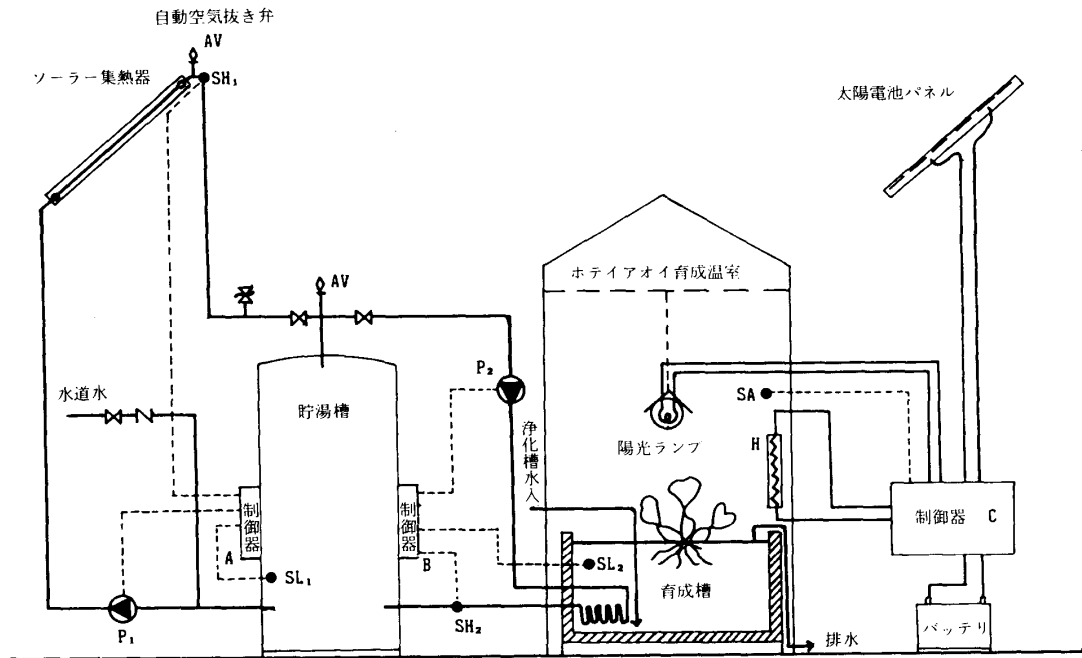 自動空気抜き弁
AV
ソーラー集熱器
SH₁
太陽電池パネル
ホテイアオイ育成温室
AV
水道水
貯湯槽
P₂
浄化槽水入
陽光ランプ
SA
H
制御器
A
制御器
B
制御器 C
SL₁
SL₂
育成槽
P₁
SH₂
排水
バッテリ